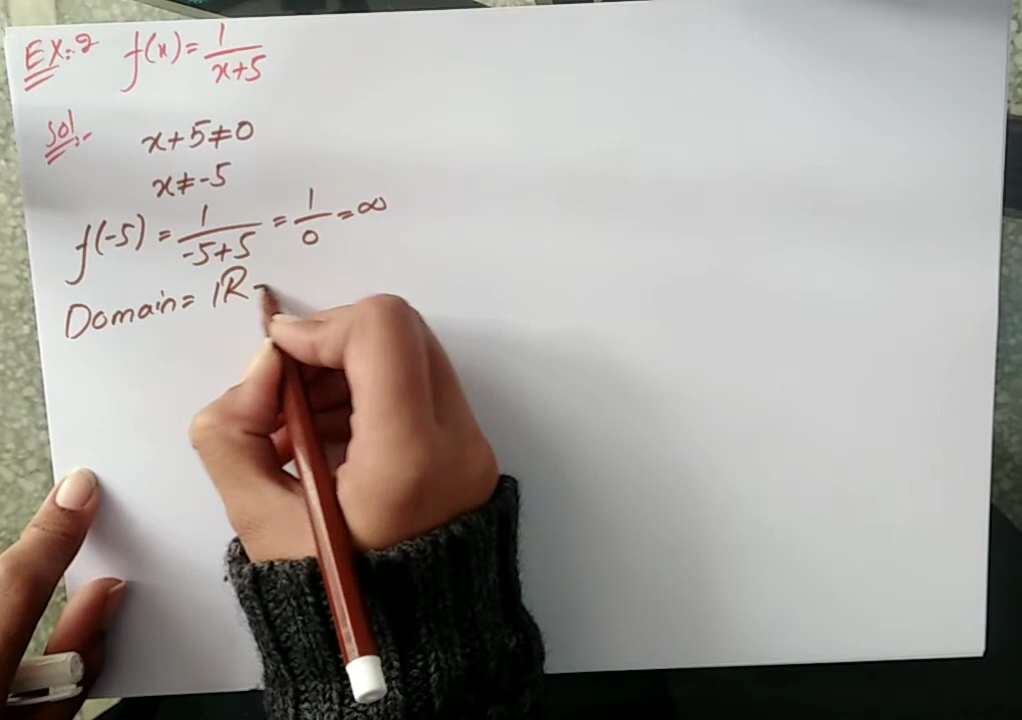 EX:2 f(x) = 1/(x+5)
Sol:- x+5≠0
x≠-5
f(-5) = 1/(-5+5) = 1/0 = ∞
Domain = ℝ -